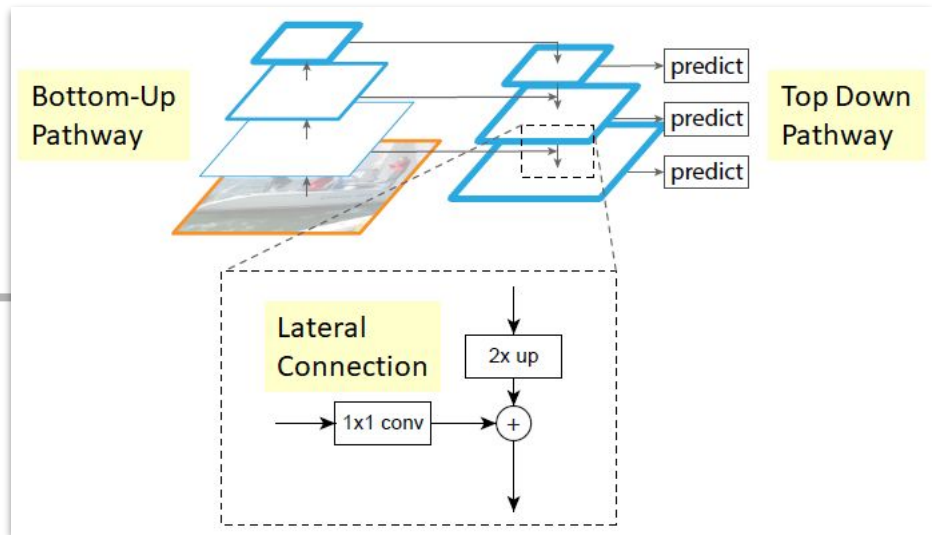 Bottom-Up
Pathway
predict
predict
predict
Top Down
Pathway
Lateral
Connection
2x up
1x1 conv
+